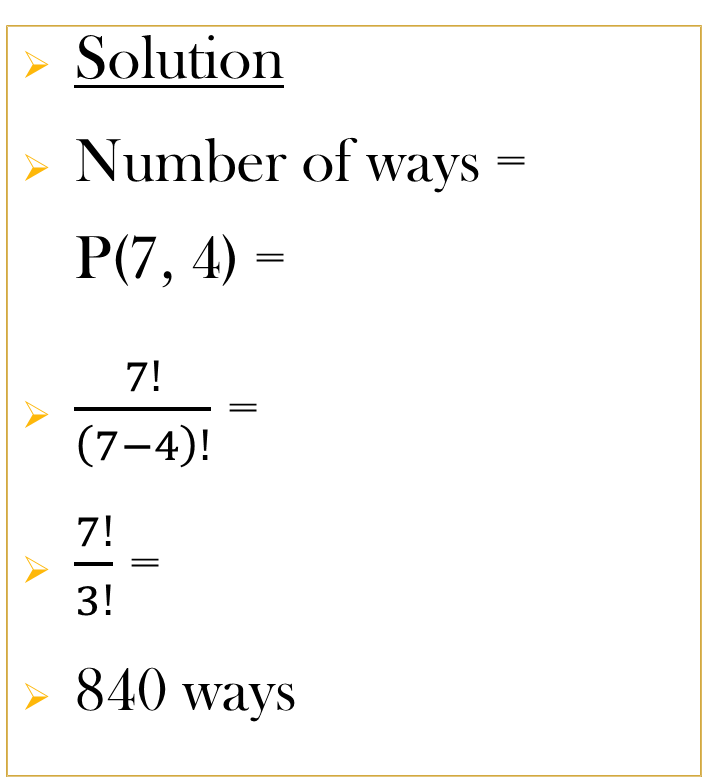 Solution
Number of ways =
P(7, 4) =
7!
(7−4)! =
7!
3! =
840 ways